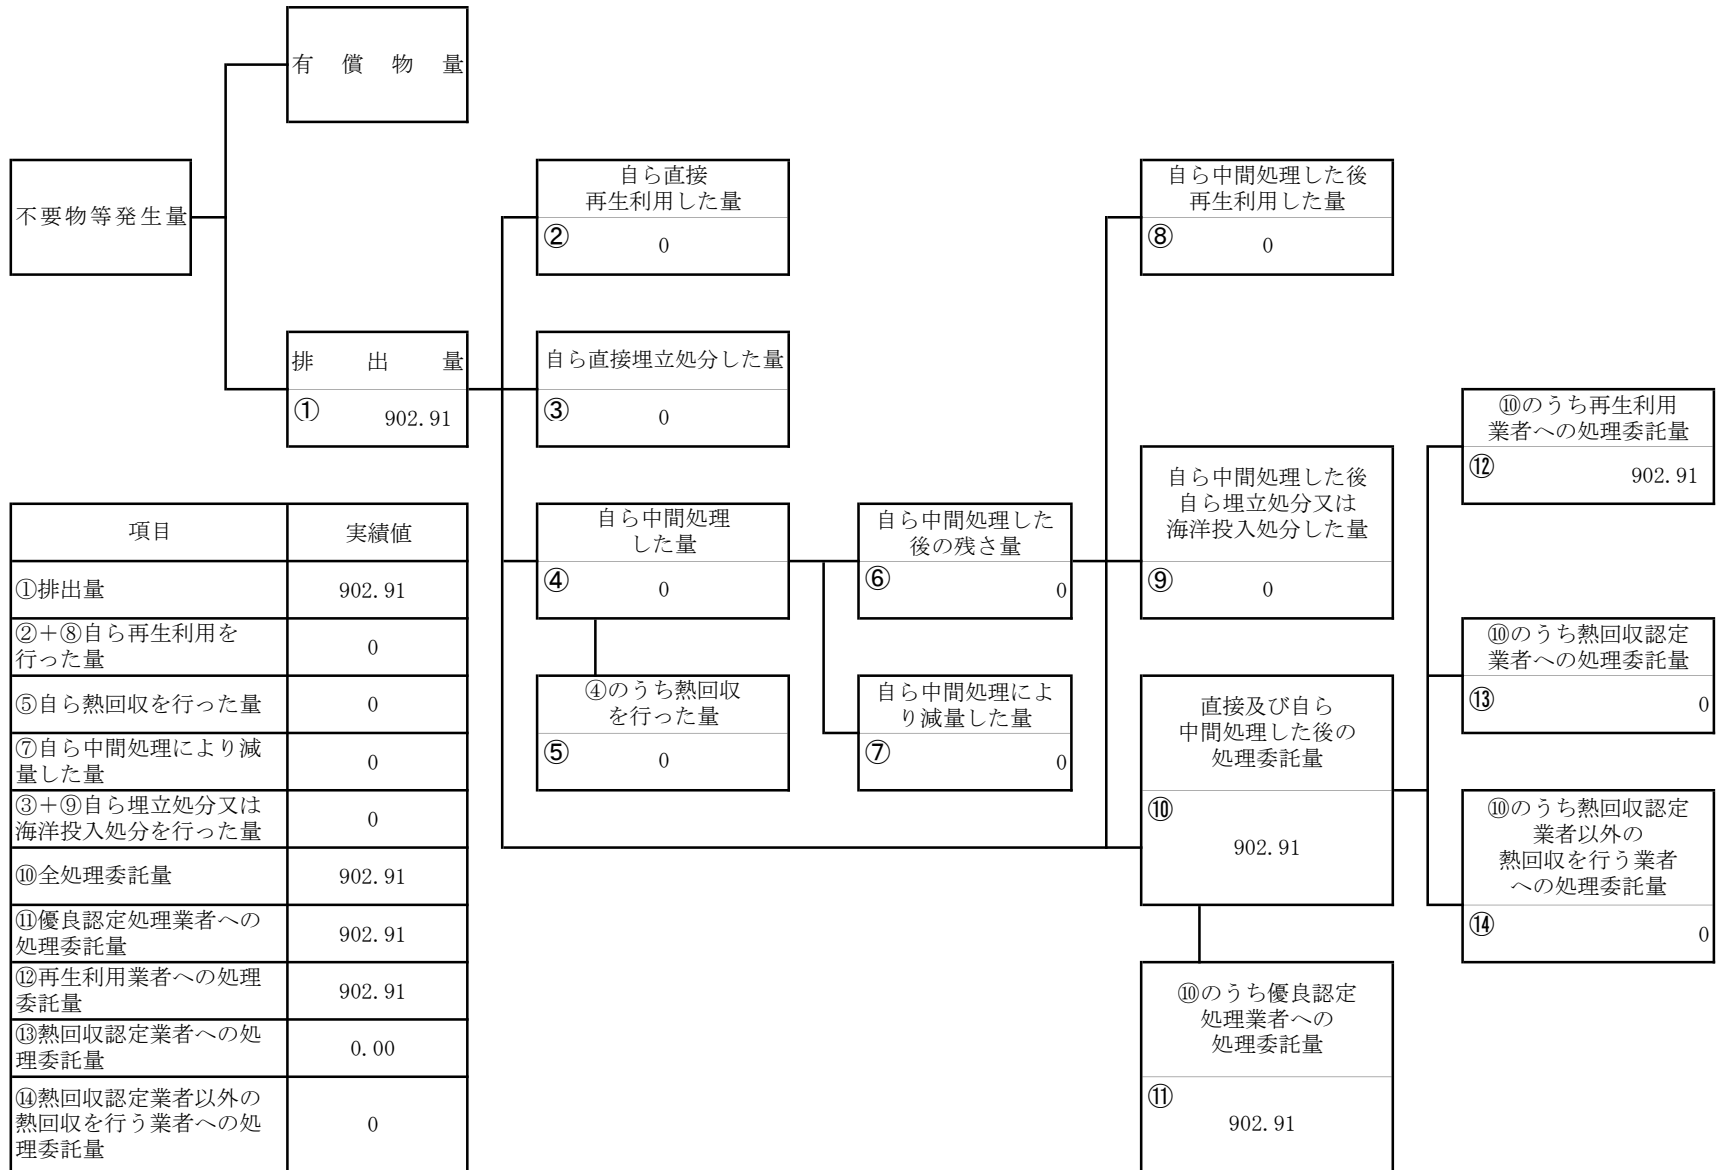 有償物量
不要物等発生量
自ら直接
再生利用した量
②
0
自ら中間処理した後
再生利用した量
⑧
0
排出量
①
902.91
自ら直接埋立処分した量
③
0
⑩のうち再生利用
業者への処理委託量
⑫
902.91
自ら中間処理
した量
④
0
自ら中間処理した
後の残さ量
⑥
0
自ら中間処理した後
自ら埋立処分又は
海洋投入処分した量
⑨
0
⑩のうち熱回収認定
業者への処理委託量
⑬
0
④のうち熱回収
を行った量
⑤
0
自ら中間処理によ
り減量した量
⑦
0
直接及び自ら
中間処理した後の
処理委託量
⑩
902.91
⑩のうち熱回収認定
業者以外の
熱回収を行う業者
への処理委託量
⑭
0
⑩のうち優良認定
処理業者への
処理委託量
⑪
902.91
項目 実績値
①排出量 902.91
②+⑧自ら再生利用を
行った量 0
⑤自ら熱回収を行った量 0
⑦自ら中間処理により減
量した量 0
③+⑨自ら埋立処分又は
海洋投入処分を行った量 0
⑩全処理委託量 902.91
⑪優良認定処理業者への
処理委託量 902.91
⑫再生利用業者への処理
委託量 902.91
⑬熱回収認定業者への処
理委託量 0.00
⑭熱回収認定業者以外の
熱回収を行う業者への処
理委託量 0